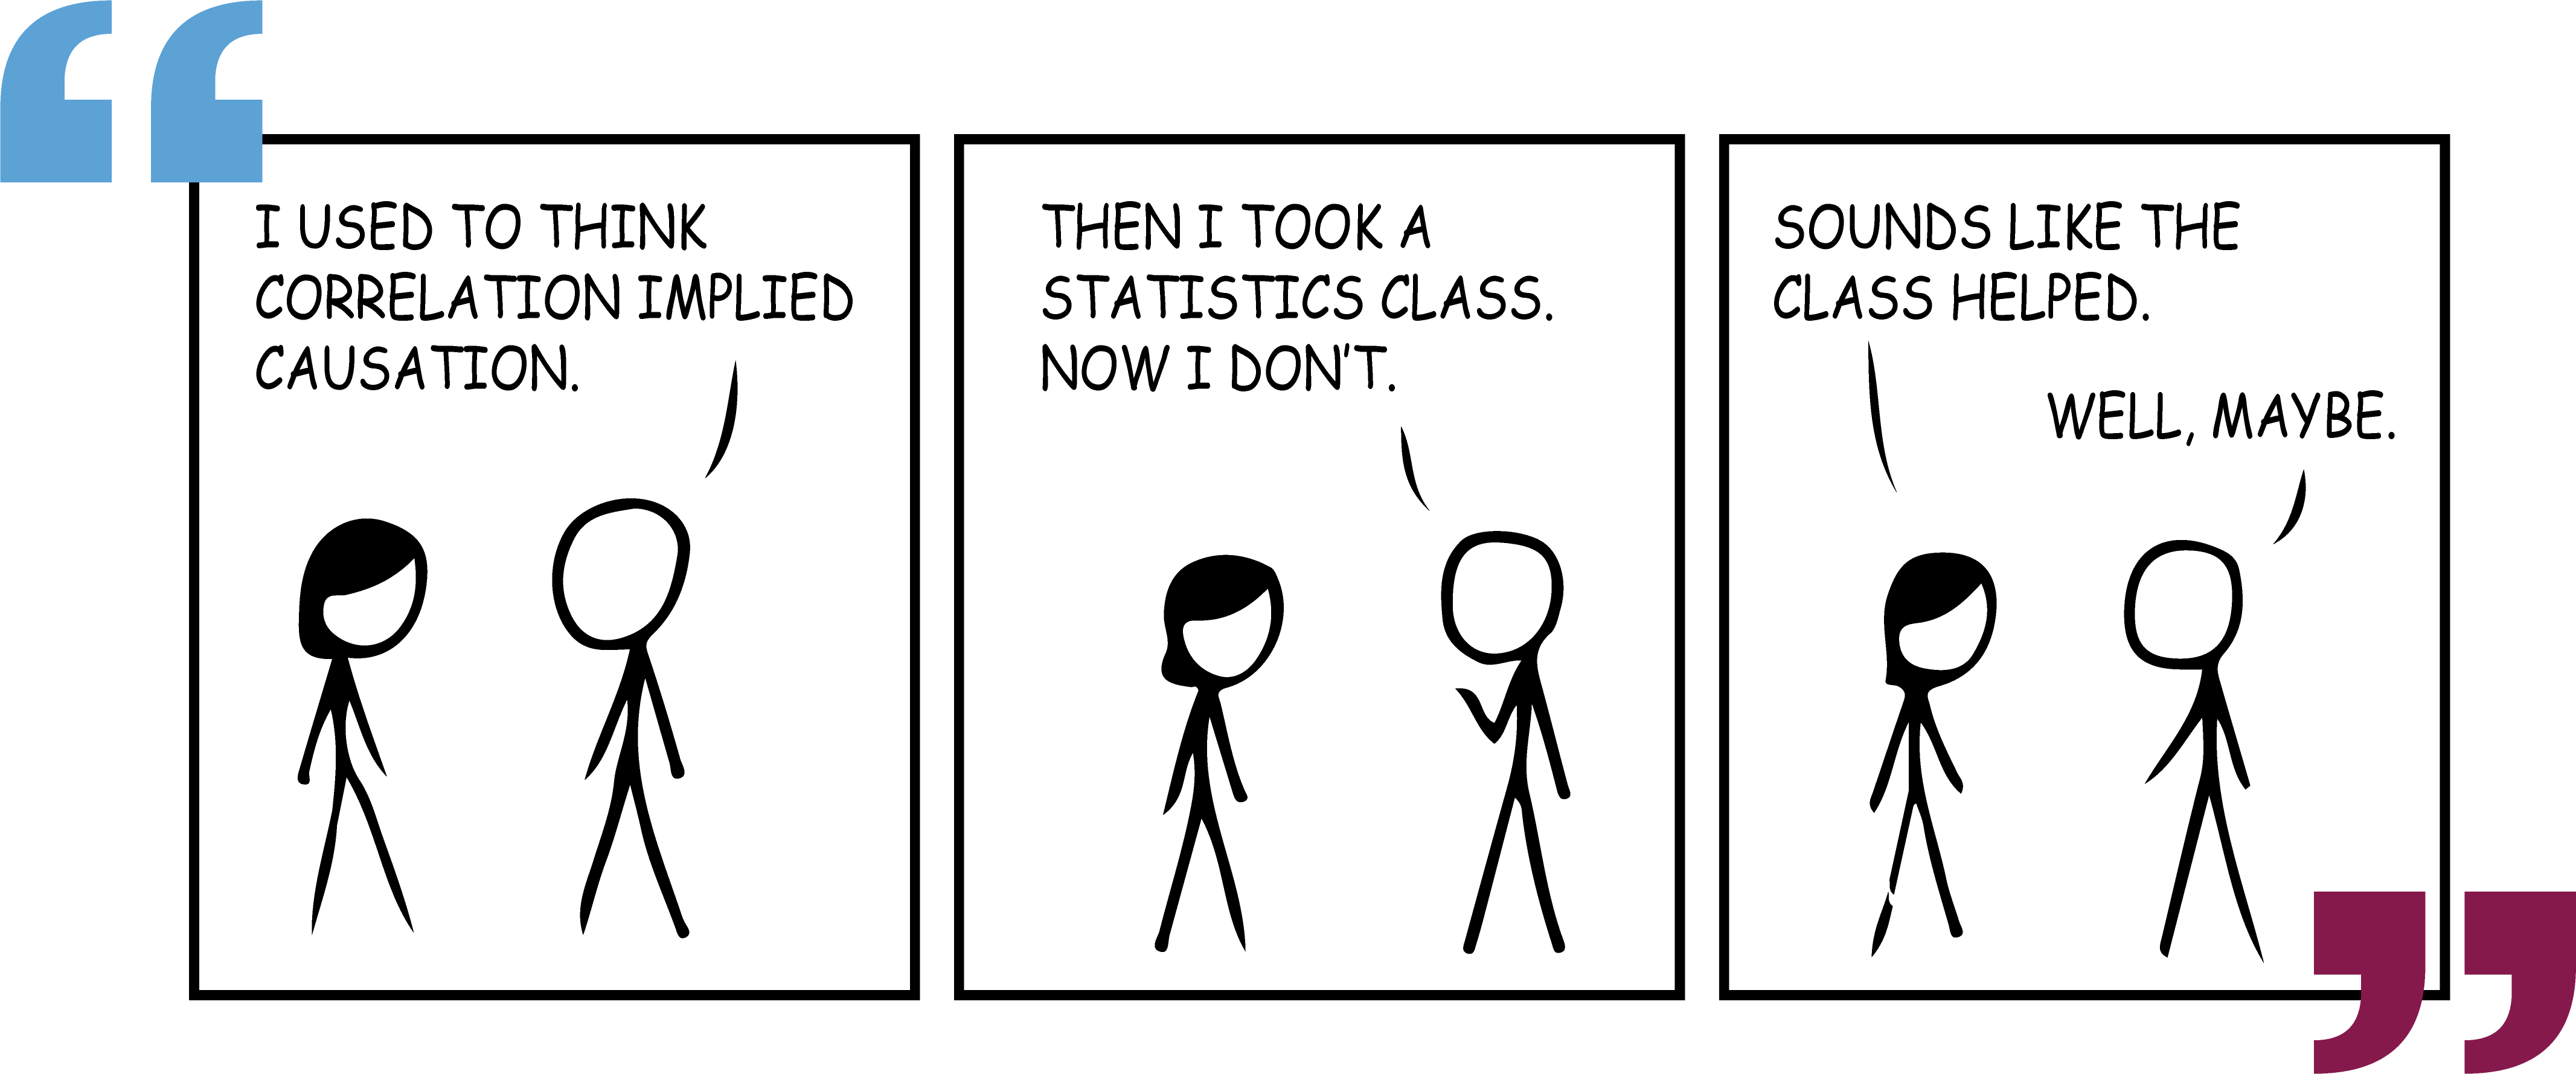 I USED TO THINK
CORRELATION IMPLIED
CAUSATION.
THEN I TOOK A
STATISTICS CLASS.
NOW I DON'T.
SOUNDS LIKE THE
CLASS HELPED.
WELL, MAYBE.